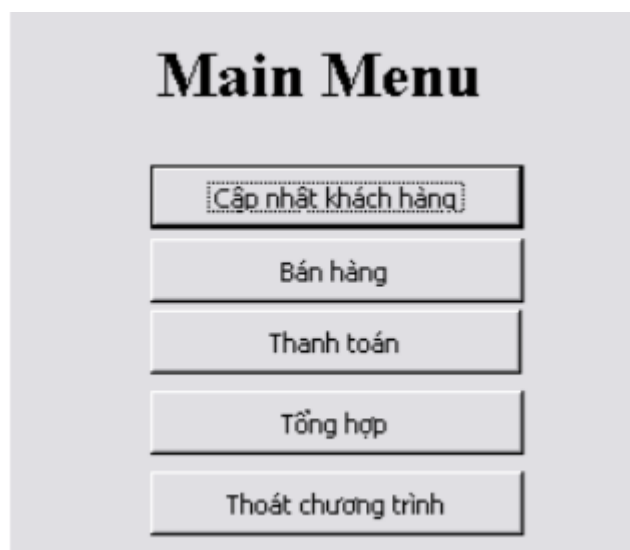 Main Menu
Cập nhật khách hàng
Bán hàng
Thanh toán
Tổng hợp
Thoát chương trình